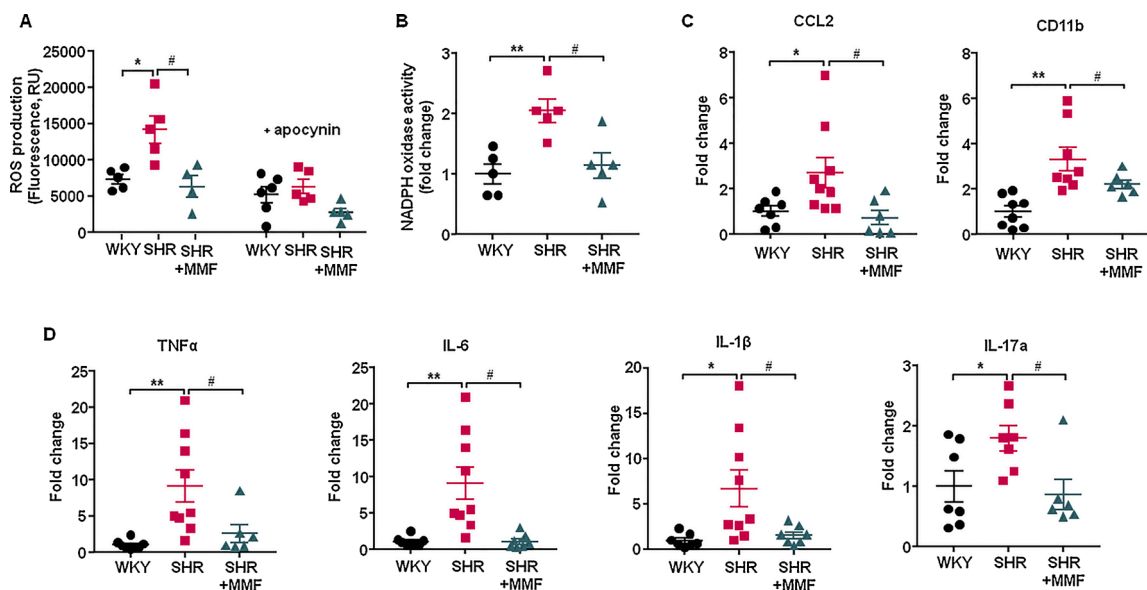 A
ROS production
(Fluorescence, RU)
25000
20000
15000
10000
5000
0
*
#
+ apocynin
WKY
SHR
SHR
+MMF
WKY
SHR
SHR
+MMF
B
NADPH oxidase activity
(fold change)
3
2
1
0
**
#
WKY
SHR
SHR
+MMF
C
CCL2
Fold change
8
6
4
2
0
*
#
WKY
SHR
SHR
+MMF
CD11b
Fold change
8
6
4
2
0
**
#
WKY
SHR
SHR
+MMF
D
TNFα
Fold change
25
20
15
10
5
0
**
#
WKY
SHR
SHR
+MMF
IL-6
Fold change
25
20
15
10
5
0
**
#
WKY
SHR
SHR
+MMF
IL-1β
Fold change
20
15
10
5
0
*
#
WKY
SHR
SHR
+MMF
IL-17a
Fold change
3
2
1
0
*
#
WKY
SHR
SHR
+MMF